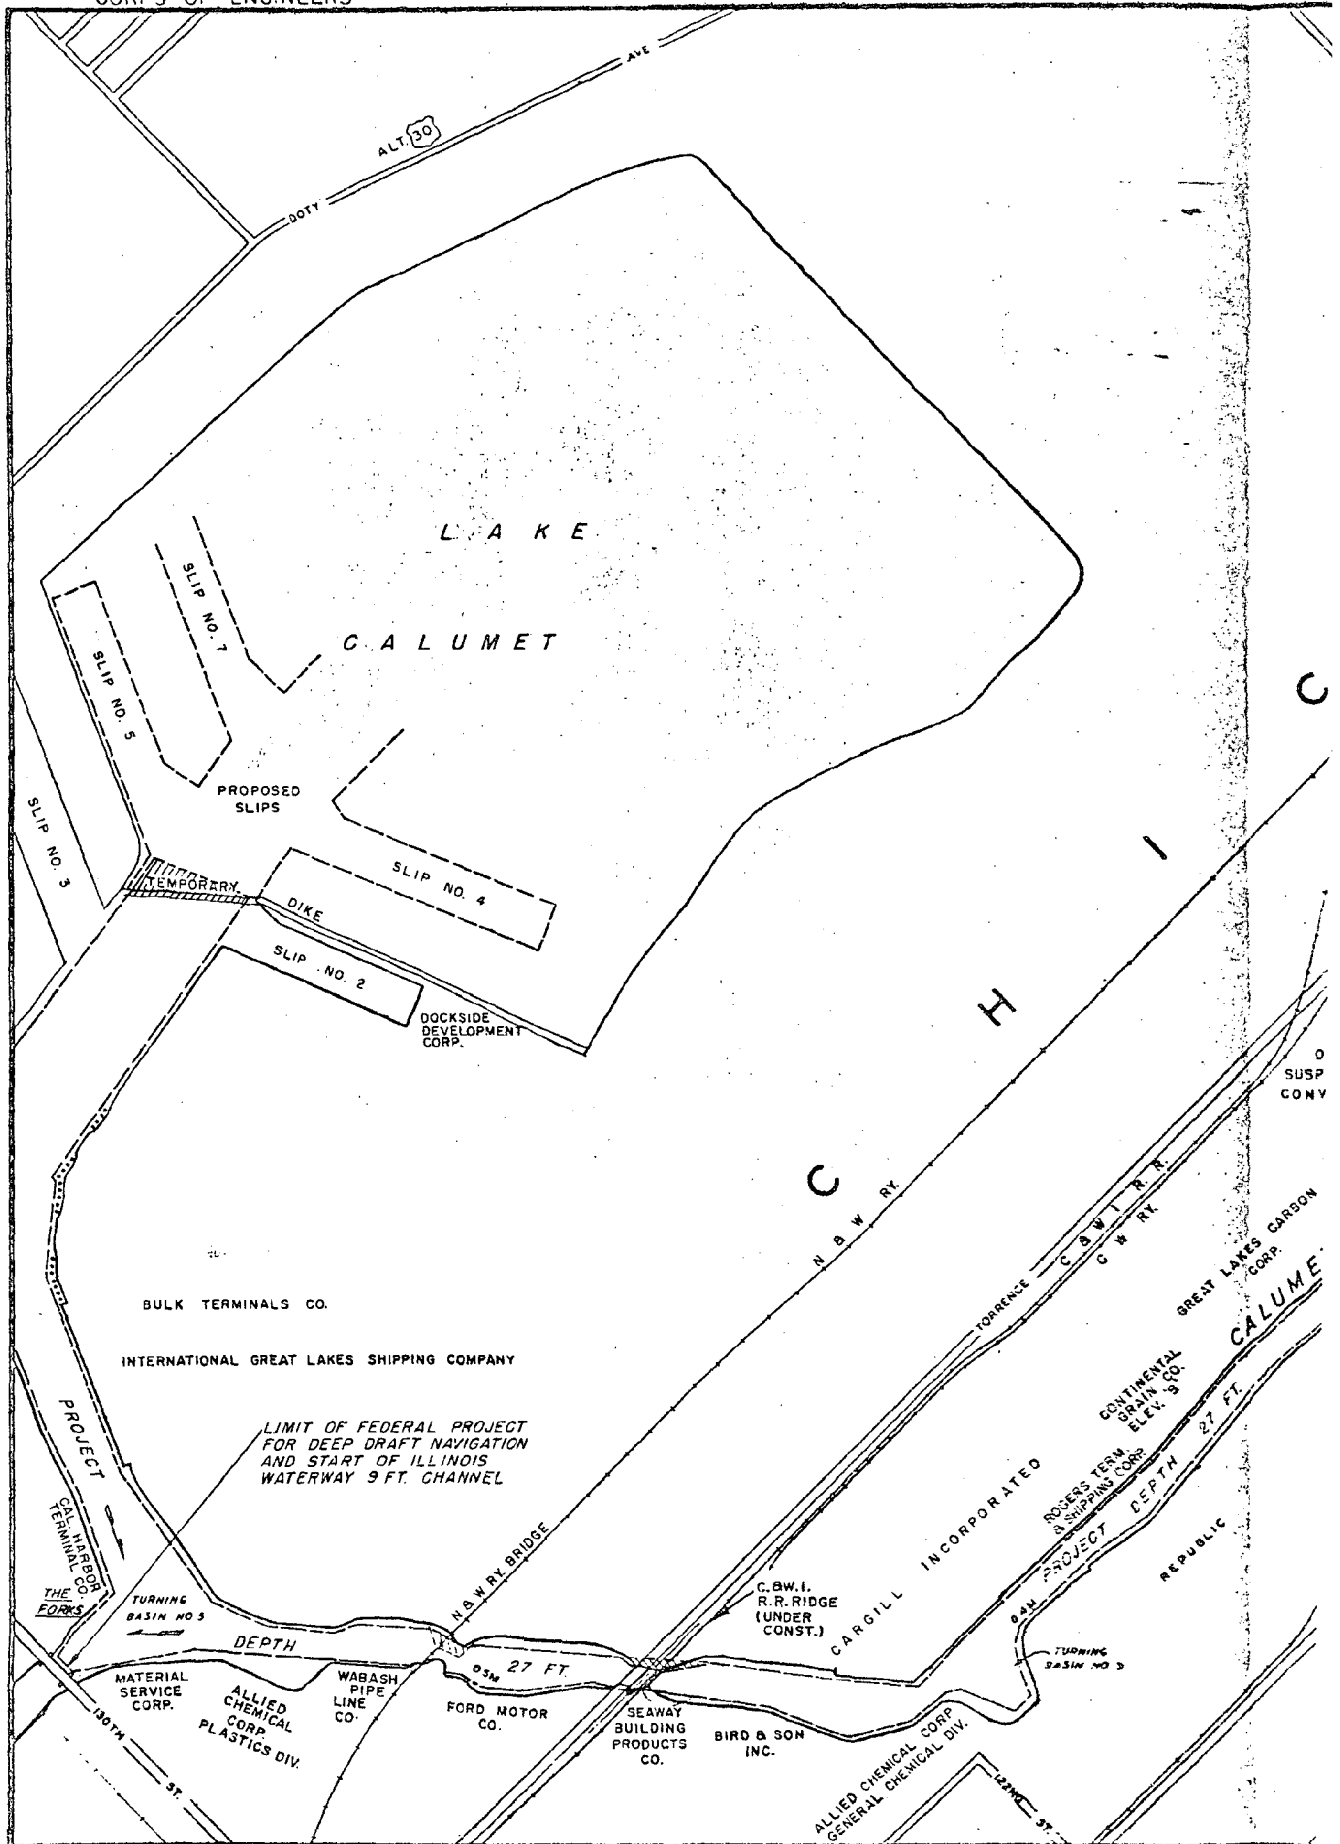 CORPS OF ENGINEERS
AVE
ALT. 30
DOTY
LAKE
CALUMET
SLIP NO. 7
SLIP NO. 5
PROPOSED
SLIPS
SLIP NO. 3
SLIP NO. 4
TEMPORARY
DIKE
SLIP NO. 2
DOCKSIDE
DEVELOPMENT
CORP.
C H I C
N & W RY.
SUSP
CONV
C & W I R.R.
C W RY.
TORRENCE
GREAT LAKES CARBON
CORP.
CALUME
BULK TERMINALS CO.
INTERNATIONAL GREAT LAKES SHIPPING COMPANY
LIMIT OF FEDERAL PROJECT
FOR DEEP DRAFT NAVIGATION
AND START OF ILLINOIS
WATERWAY 9 FT. CHANNEL
PROJECT
CAL. HARBOR
TERMINAL CO.
THE
FORKS
TURNING
BASIN NO 5
DEPTH
N & W RY. BRIDGE
27 FT.
0.5M
CONTINENTAL
GRAIN CO.
ELEV. "B"
ROGERS TERM.
& SHIPPING CORP.
PROJECT DEPTH 27 FT.
REPUBLIC
CARGILL INCORPORATED
C.&W.I.
R.R. RIDGE
(UNDER
CONST.)
0.4M
TURNING
BASIN NO 3
MATERIAL
SERVICE
CORP.
ALLIED
CHEMICAL
CORP.
PLASTICS DIV.
WABASH
PIPE
LINE
CO.
FORD MOTOR
CO.
SEAWAY
BUILDING
PRODUCTS
CO.
BIRD & SON
INC.
ALLIED CHEMICAL CORP
GENERAL CHEMICAL DIV.
130TH ST.
122ND ST.